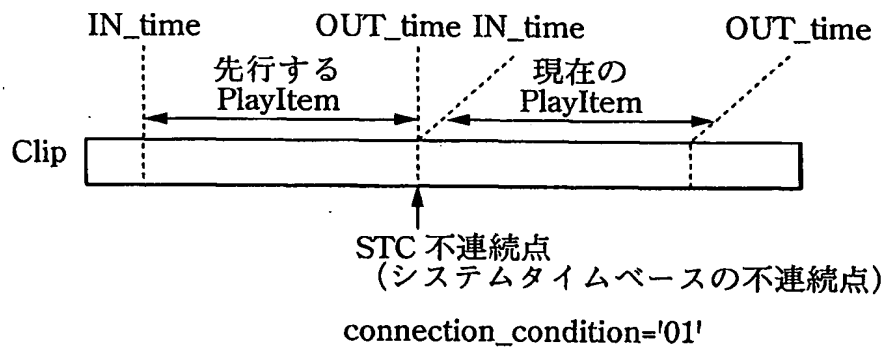 IN_time OUT_time IN_time OUT_time
先行する 現在の
PlayItem PlayItem
Clip
STC 不連続点
(システムタイムベースの不連続点)
connection_condition='01'